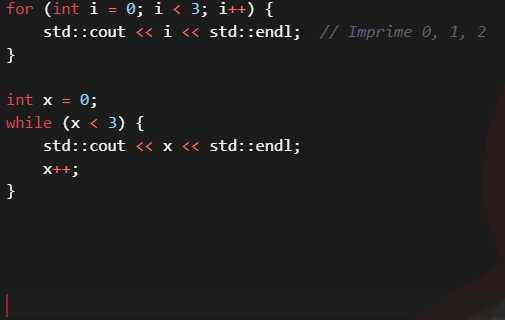 for (int i = 0; i < 3; i++) {
    std::cout << i << std::endl;  // Imprime 0, 1, 2
}

int x = 0;
while (x < 3) {
    std::cout << x << std::endl;
    x++;
}